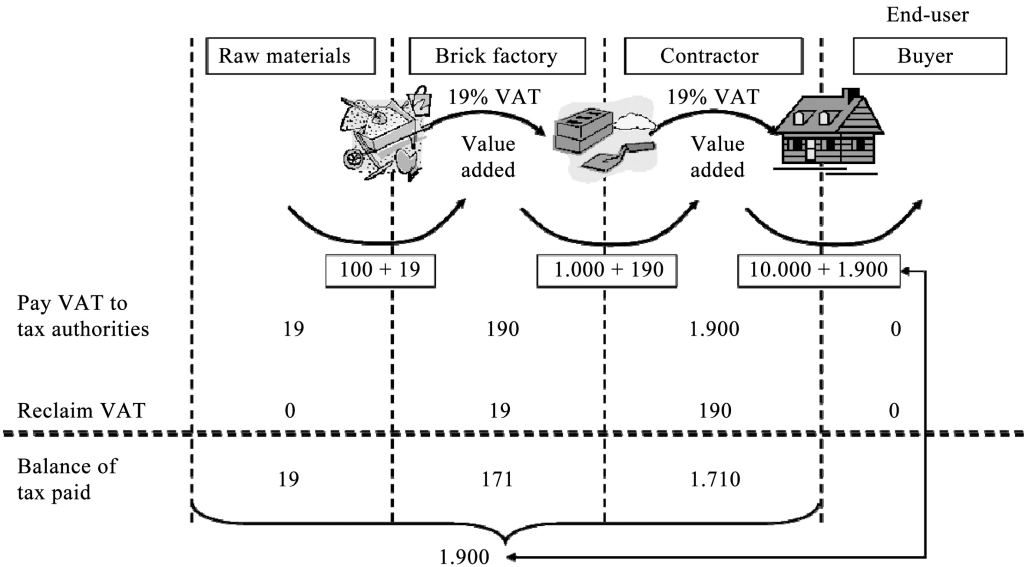 End-user
Raw materials
Brick factory
Contractor
Buyer
19% VAT
19% VAT
Value
added
Value
added
100 + 19
1.000 + 190
10.000 + 1.900
Pay VAT to
tax authorities
19
190
1.900
0
Reclaim VAT
0
19
190
0
Balance of
tax paid
19
171
1.710
1.900